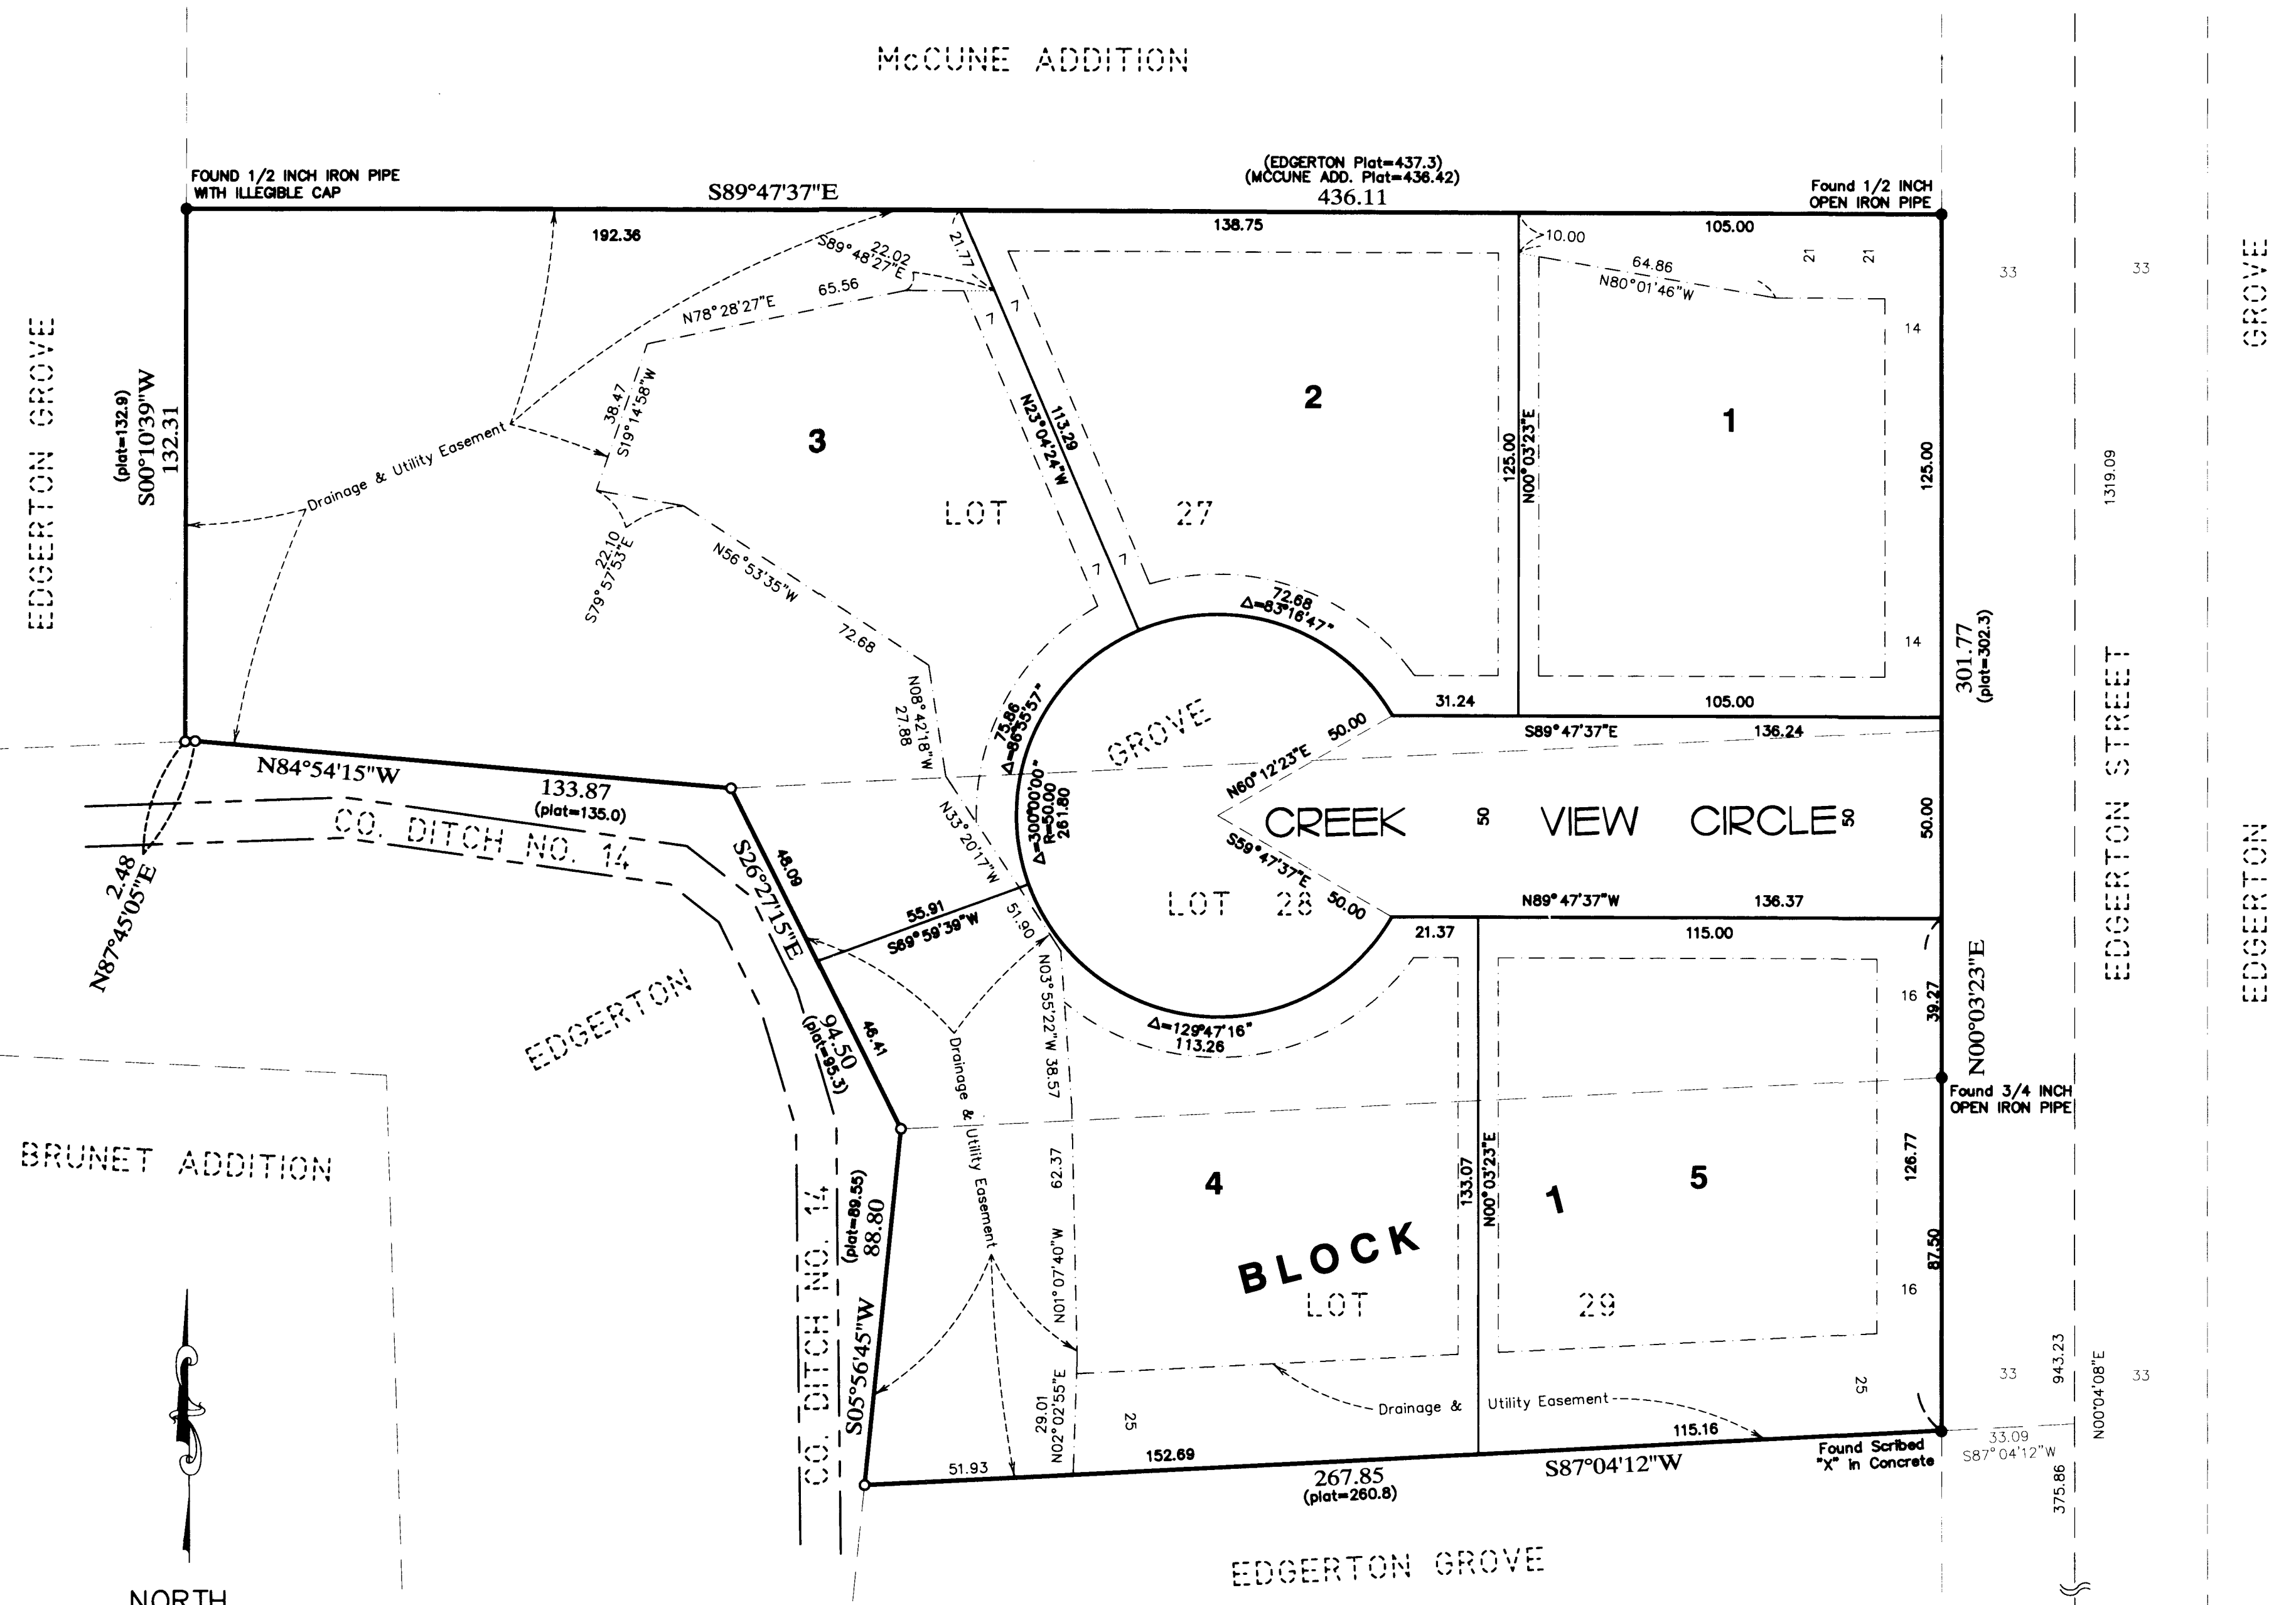 McCUNE ADDITION
FOUND 1/2 INCH IRON PIPE
WITH ILLEGIBLE CAP
S89°47'37"E
(EDGERTON Plat=437.3)
(MCCUNE ADD. Plat=436.42)
436.11
Found 1/2 INCH
OPEN IRON PIPE
192.36
138.75
105.00
21.77
22.02
S89°48'27"E
65.56
N78°28'27"E
10.00
64.86
N80°01'46"W
21
21
33
33
14
GROVE
EDGERTON GROVE
(plat=132.9)
S00°10'39"W
132.31
Drainage & Utility Easement
38.47
S19°14'58"W
3
7
7
113.29
N23°04'24"W
2
1
125.00
N00°03'23"E
125.00
1319.09
LOT 27
22.10
S79°57'53"E
N56°53'35"W
72.68
7
7
72.68
Δ=83°16'47"
14
301.77
(plat=302.3)
N08°42'18"W
27.88
75.86
Δ=86°55'57"
31.24
105.00
S89°47'37"E
136.24
GROVE
50.00
N60°12'23"E
N84°54'15"W
133.87
(plat=135.0)
CO. DITCH NO. 14
2.48
N87°45'05"E
S26°27'15"E
48.09
N33°20'17"W
Δ=300°00'00"
R=50.00
261.80
CREEK VIEW CIRCLE
50
50
50.00
S59°47'37"E
50.00
LOT 28
N89°47'37"W
136.37
EDGERTON STREET
EDGERTON
55.91
S69°59'39"W
51.90
21.37
115.00
EDGERTON
94.50
(plat=95.3)
46.41
N03°55'22"W 38.57
Δ=129°47'16"
113.26
16
39.27
N00°03'23"E
Found 3/4 INCH
OPEN IRON PIPE
Drainage & Utility Easement
BRUNET ADDITION
CO. DITCH NO. 14
(plat=89.55)
88.80
S05°56'45"W
62.37
N01°07'40"W
4
133.07
N00°03'23"E
1
5
126.77
87.50
BLOCK
LOT 29
16
29.01
N02°02'55"E
25
Drainage & Utility Easement
25
33
943.23
N00°04'08"E
33
51.93
152.69
115.16
267.85
(plat=260.8)
S87°04'12"W
Found Scribed
"X" in Concrete
33.09
S87°04'12"W
375.86
EDGERTON GROVE
NORTH